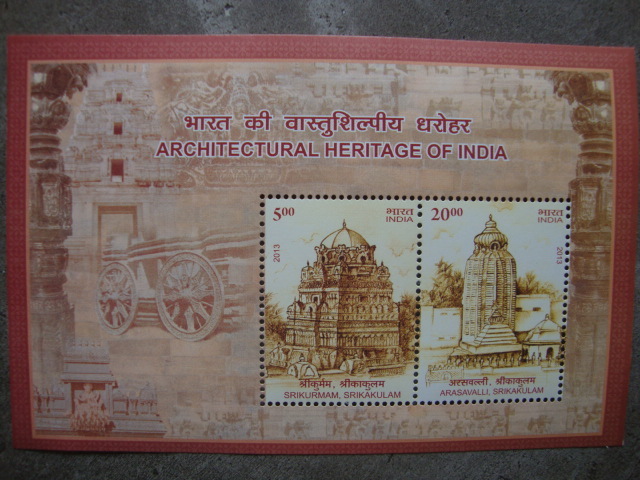 भारत की वास्तुशिल्पीय धरोहर
ARCHITECTURAL HERITAGE OF INDIA
5.00
भारत
INDIA
2013
श्रीकुर्मम, श्रीकाकुलम
SRIKURMAM, SRIKAKULAM
20.00
भारत
INDIA
2013
अरसवल्ली, श्रीकाकुलम
ARASAVALLI, SRIKAKULAM